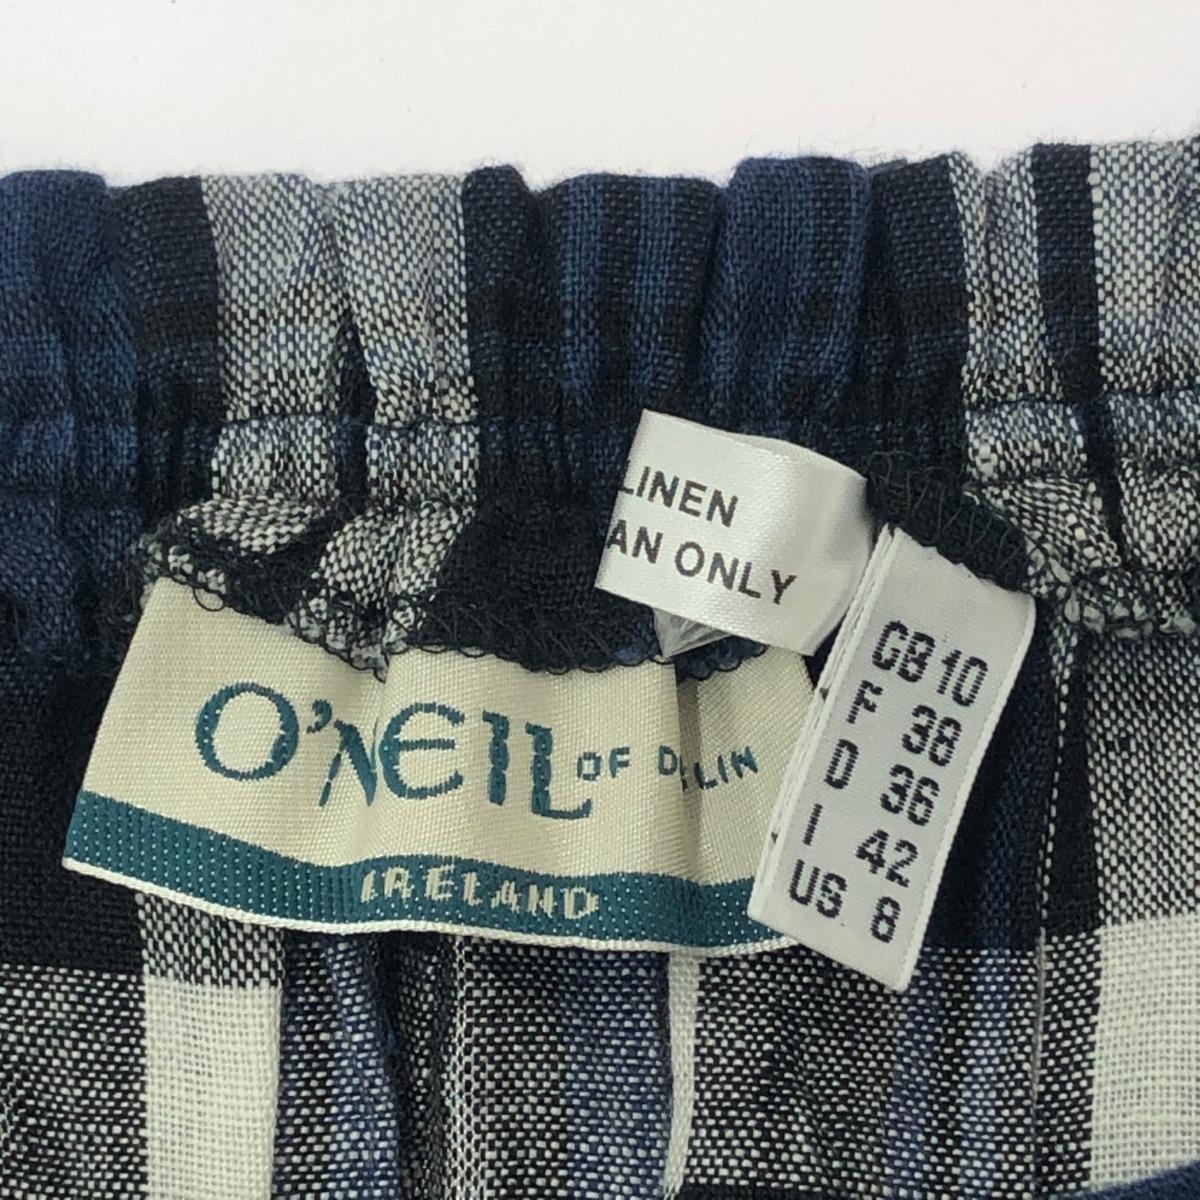 LINEN
AN ONLY
O'NEIL OF D LIN
IRELAND
GB 10
F 38
D 36
I 42
US 8